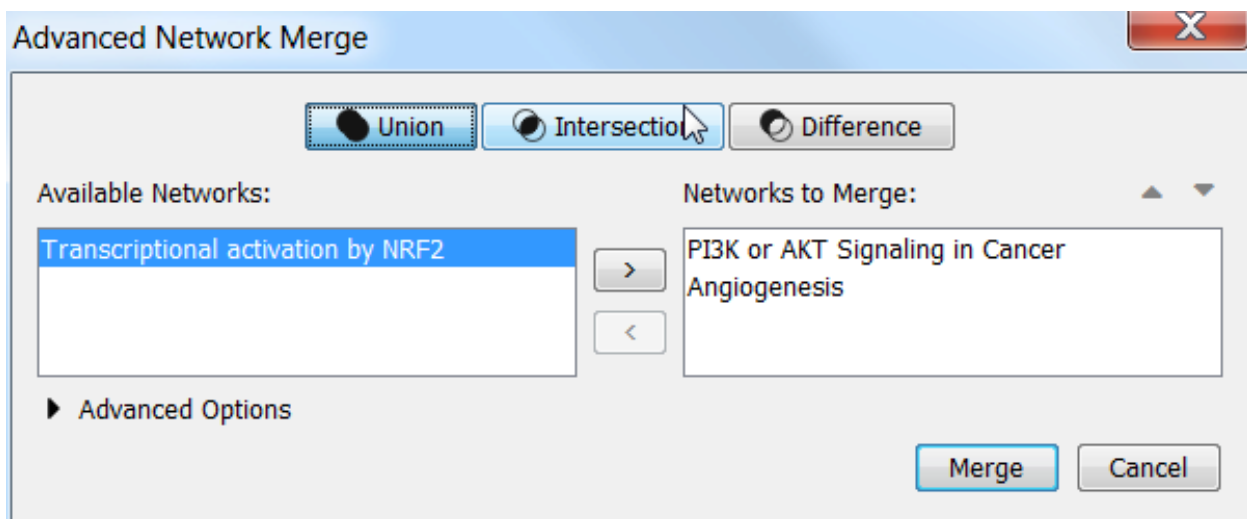 Advanced Network Merge
X
Union Intersection Difference
Available Networks: Networks to Merge:
Transcriptional activation by NRF2
PI3K or AKT Signaling in Cancer
Angiogenesis
>
<
Advanced Options
Merge Cancel